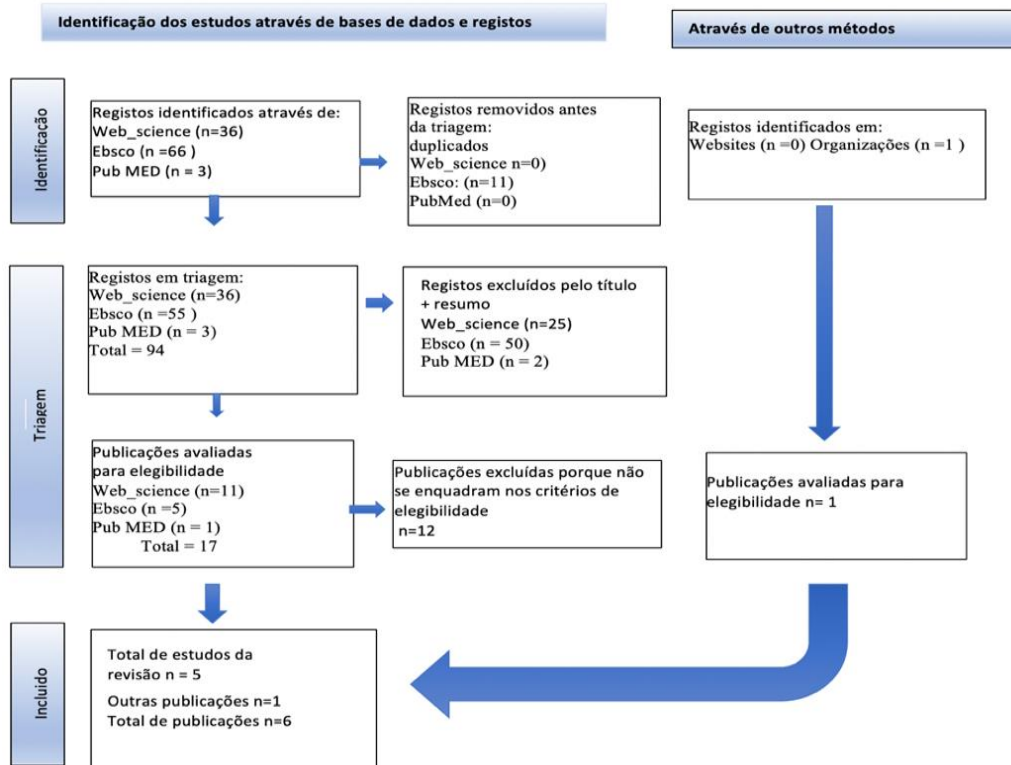 Identificação dos estudos através de bases de dados e registos
Através de outros métodos
Identificação
Registos identificados através de:
Web_science (n=36)
Ebsco (n =66 )
Pub MED (n = 3)
Registos removidos antes
da triagem:
duplicados
Web_science n=0)
Ebsco: (n=11)
PubMed (n=0)
Registos identificados em:
Websites (n =0) Organizações (n =1 )
Triagem
Registos em triagem:
Web_science (n=36)
Ebsco (n =55 )
Pub MED (n = 3)
Total = 94
Registos excluídos pelo título
+ resumo
Web_science (n=25)
Ebsco (n = 50)
Pub MED (n = 2)
Publicações avaliadas
para elegibilidade
Web_science (n=11)
Ebsco (n =5)
Pub MED (n = 1)
Total = 17
Publicações excluídas porque não
se enquadram nos critérios de
elegibilidade
n=12
Publicações avaliadas para
elegibilidade n= 1
Incluido
Total de estudos da
revisão n = 5
Outras publicações n=1
Total de publicações n=6